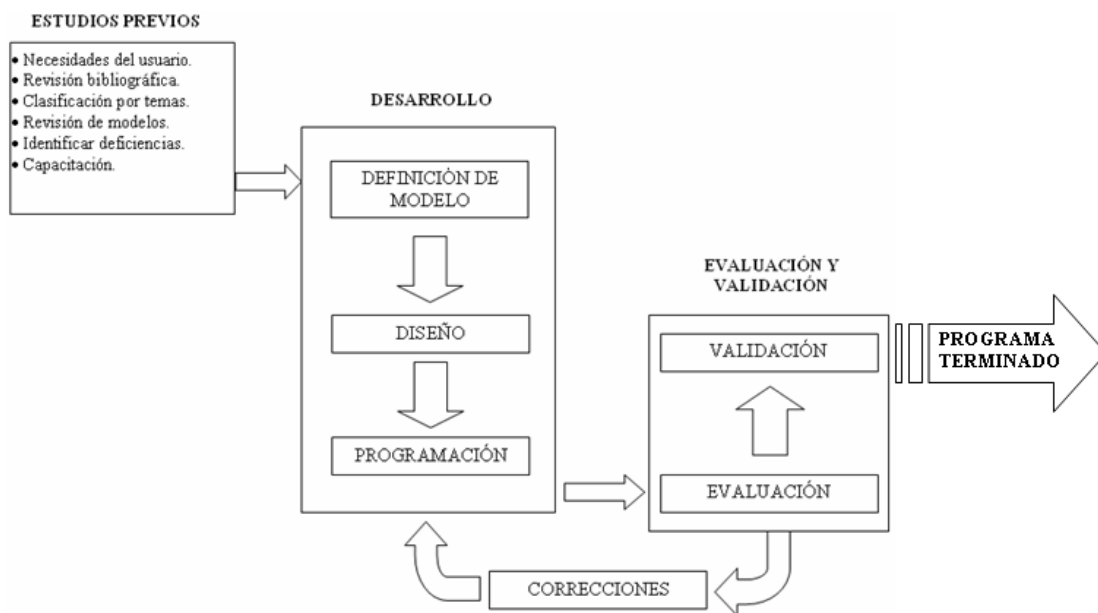 ESTUDIOS PREVIOS
• Necesidades del usuario.
• Revisión bibliográfica.
• Clasificación por temas.
• Revisión de modelos.
• Identificar deficiencias.
• Capacitación.
DESARROLLO
DEFINICIÓN DE
MODELO
DISEÑO
PROGRAMACIÓN
EVALUACIÓN Y
VALIDACIÓN
VALIDACIÓN
EVALUACIÓN
CORRECCIONES
PROGRAMA
TERMINADO